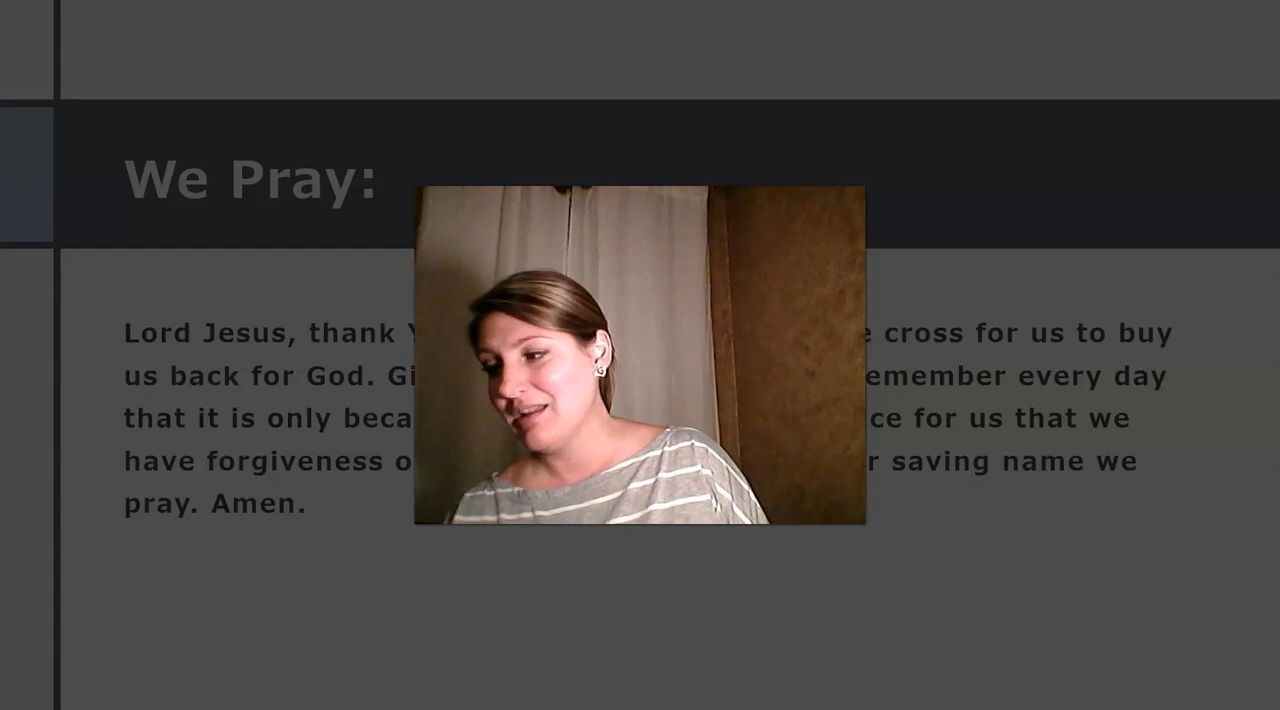 We Pray:
Lord Jesus, thank cross for us to buy
us back for God. emember every day
that it is only beca ce for us that we
have forgiveness o r saving name we
pray. Amen.